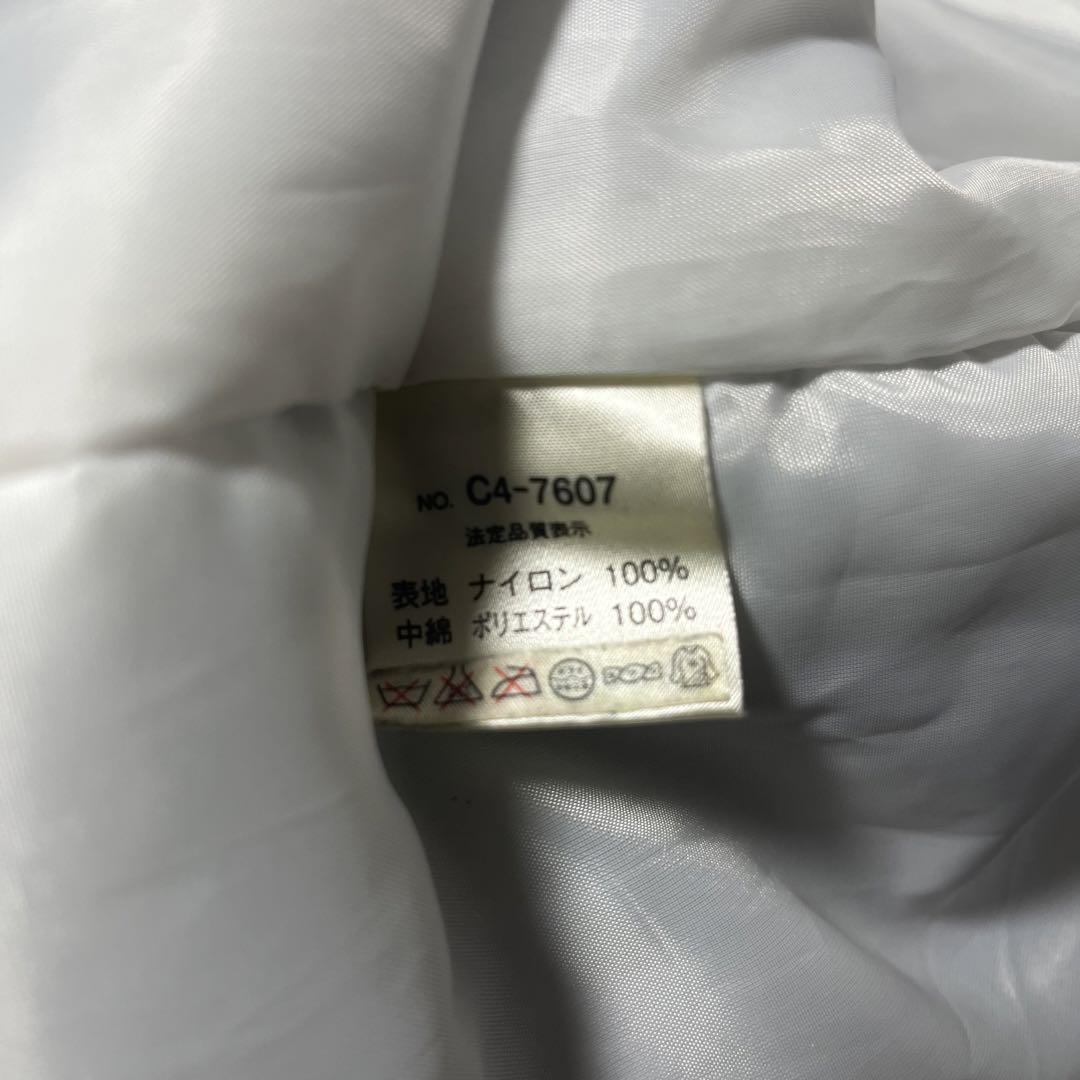 NO. C4-7607
法定品質表示
表地 ナイロン 100%
中綿 ポリエステル 100%